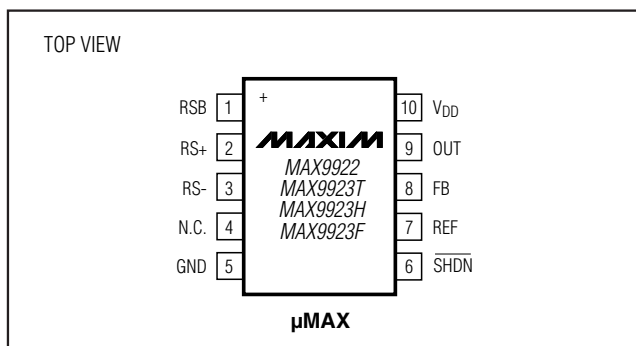 TOP VIEW
RSB 1
RS+ 2
RS- 3
N.C. 4
GND 5
+
MAXIM
MAX9922
MAX9923T
MAX9923H
MAX9923F
10 VDD
9 OUT
8 FB
7 REF
6 SHDN
µMAX